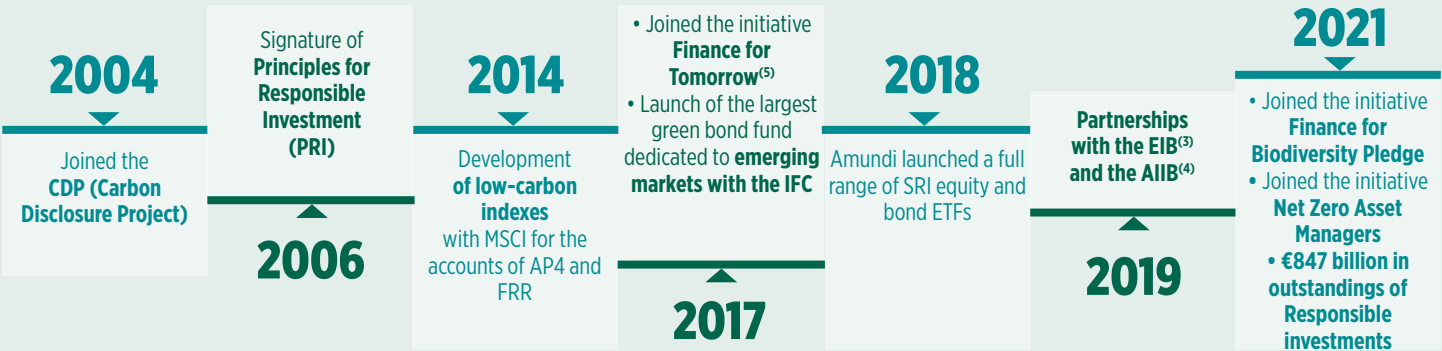 2004
Joined the
CDP (Carbon
Disclosure Project)
Signature of
Principles for
Responsible
Investment
(PRI)
2006
2014
Development
of low-carbon
indexes
with MSCI for the
accounts of AP4 and
FRR
• Joined the initiative
Finance for
Tomorrow(5)
• Launch of the largest
green bond fund
dedicated to emerging
markets with the IFC
2017
2018
Amundi launched a full
range of SRI equity and
bond ETFs
Partnerships
with the EIB(3)
and the AIIB(4)
2019
2021
• Joined the initiative
Finance for
Biodiversity Pledge
• Joined the initiative
Net Zero Asset
Managers
• €847 billion in
outstandings of
Responsible
investments